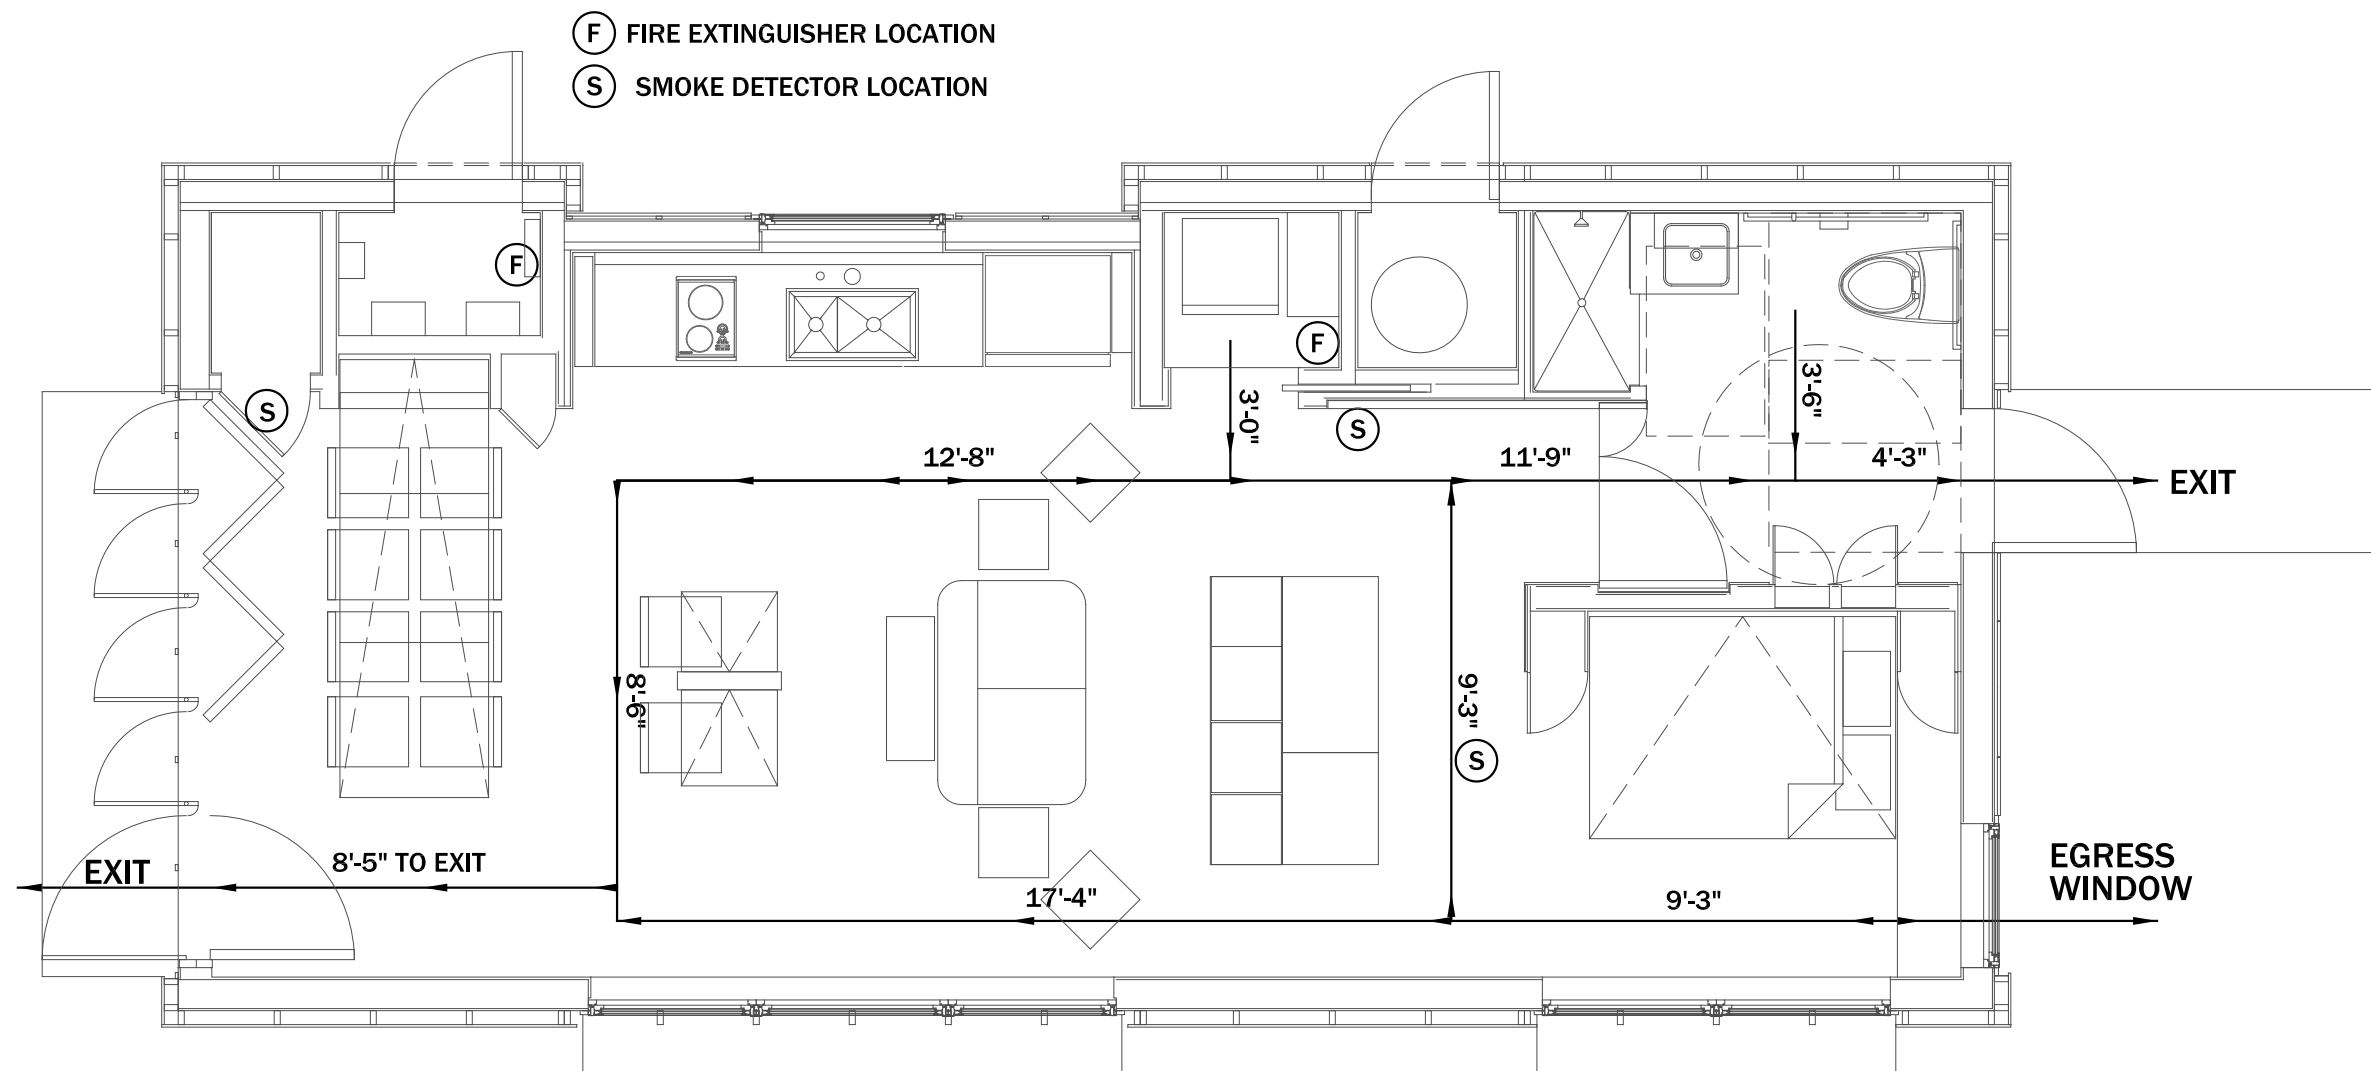 F FIRE EXTINGUISHER LOCATION
S SMOKE DETECTOR LOCATION
F
F
S
S
3'-0"
3'-6"
12'-8"
11'-9"
4'-3"
EXIT
8'-6"
9'-3"
S
EXIT
8'-5" TO EXIT
17'-4"
9'-3"
EGRESS
WINDOW